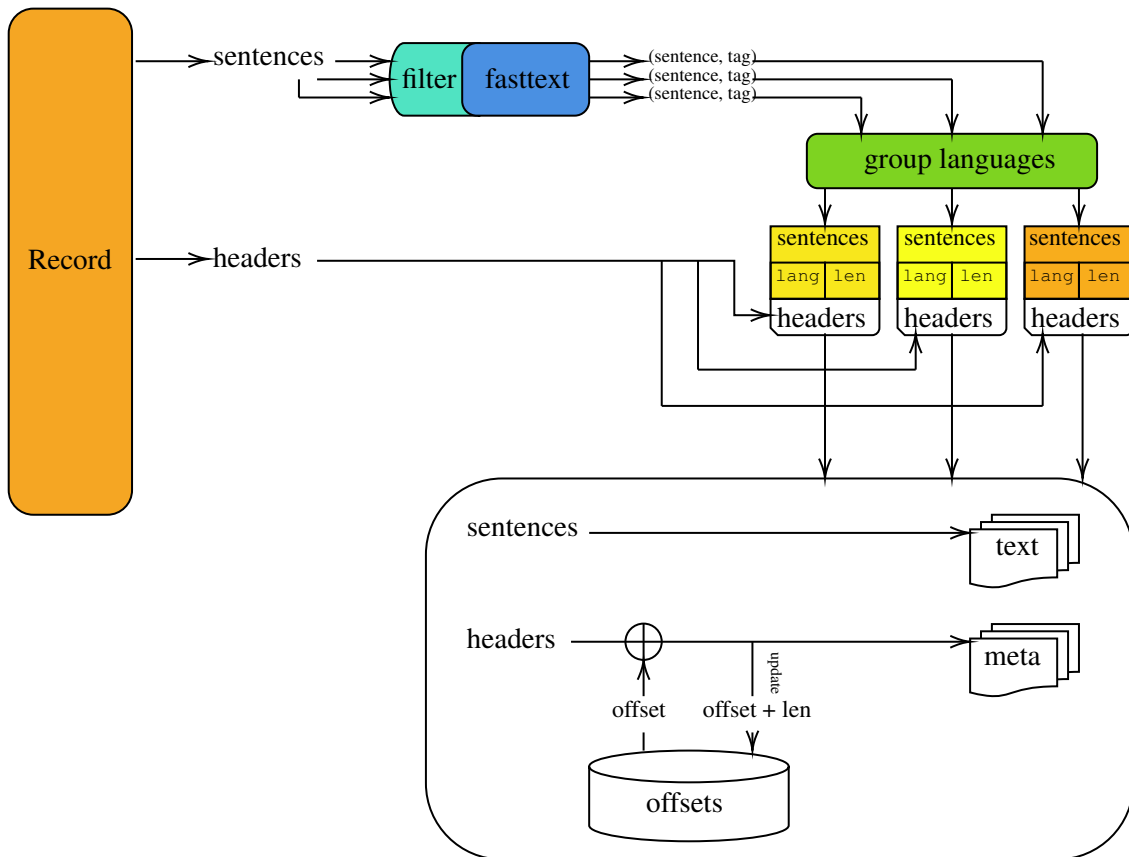 sentences
filter
fasttext
(sentence, tag)
(sentence, tag)
(sentence, tag)
group languages
Record
headers
sentences
sentences
sentences
lang
len
lang
len
lang
len
headers
headers
headers
sentences
text
headers
meta
update
offset
offset + len
offsets